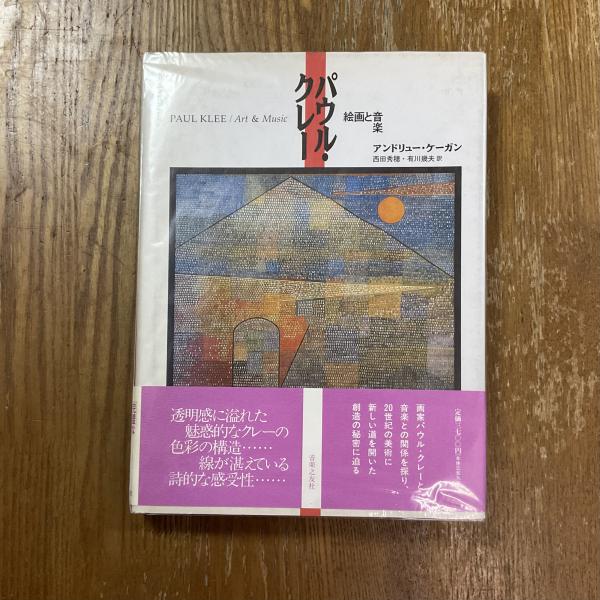 PAUL KLEE / Art & Music
パウル・
クレー
絵画と音楽
アンドリュー・ケーガン
西田秀穂・有川幾夫 訳
画家パウル・クレーと
音楽との関係を探り、
20世紀の美術に
新しい道を開いた
創造の秘密に迫る
透明感に溢れた
魅惑的なクレーの
色彩の構造……
線が湛えている
詩的な感受性……
音楽之友社
定価